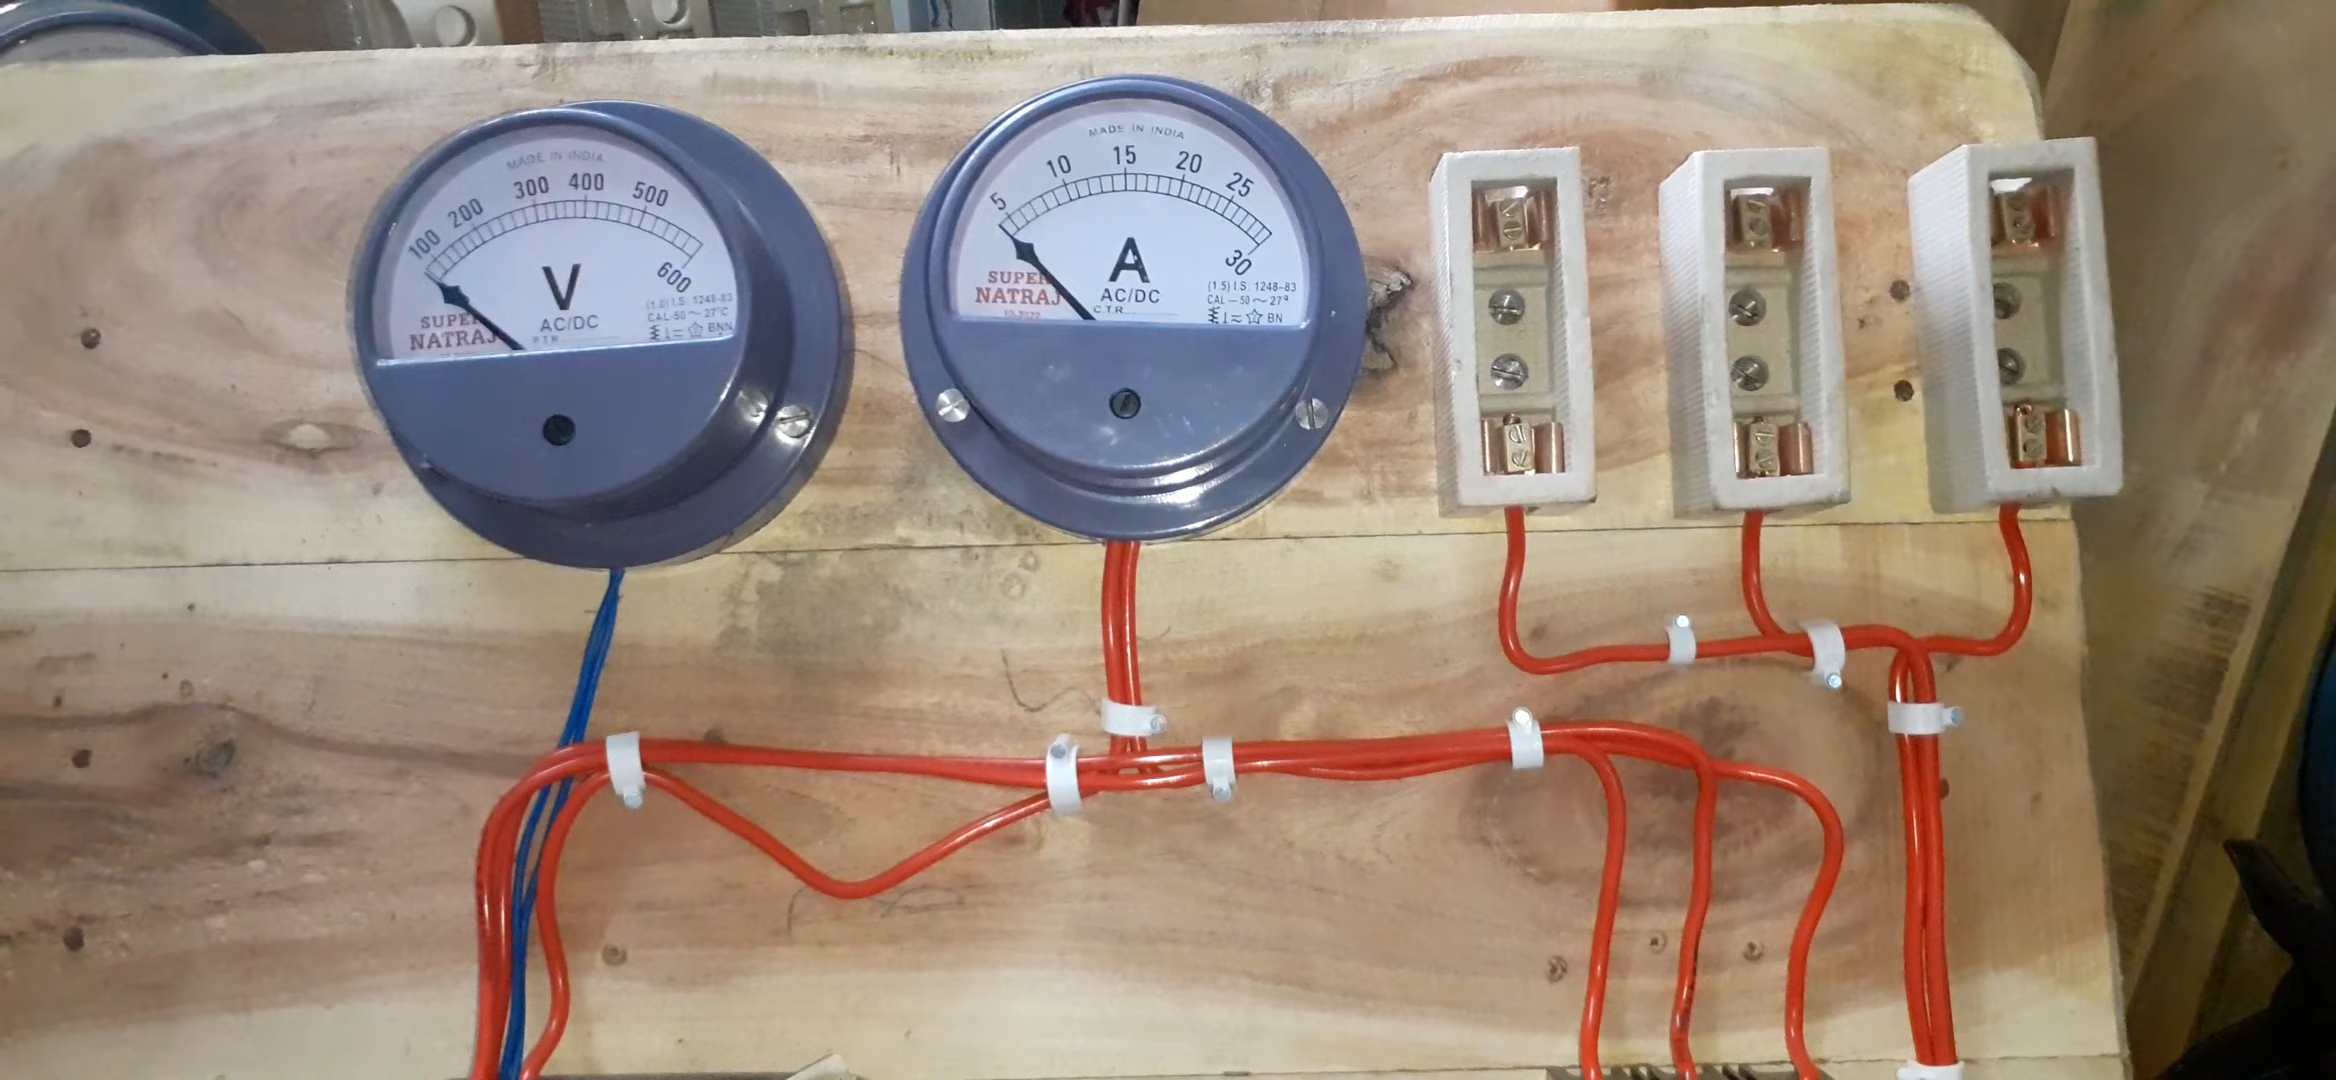 MADE IN INDIA
100 200 300 400 500 600
V
AC/DC
SUPER
NATRAJ
P.T.R.
(1.0) I.S. 1248-83
CAL-50~27°C
BNN
MADE IN INDIA
5 10 15 20 25 30
A
AC/DC
C.T.R.
SUPER
NATRAJ
10-2022
(1.5) I.S. 1248-83
CAL-50~27°
BN